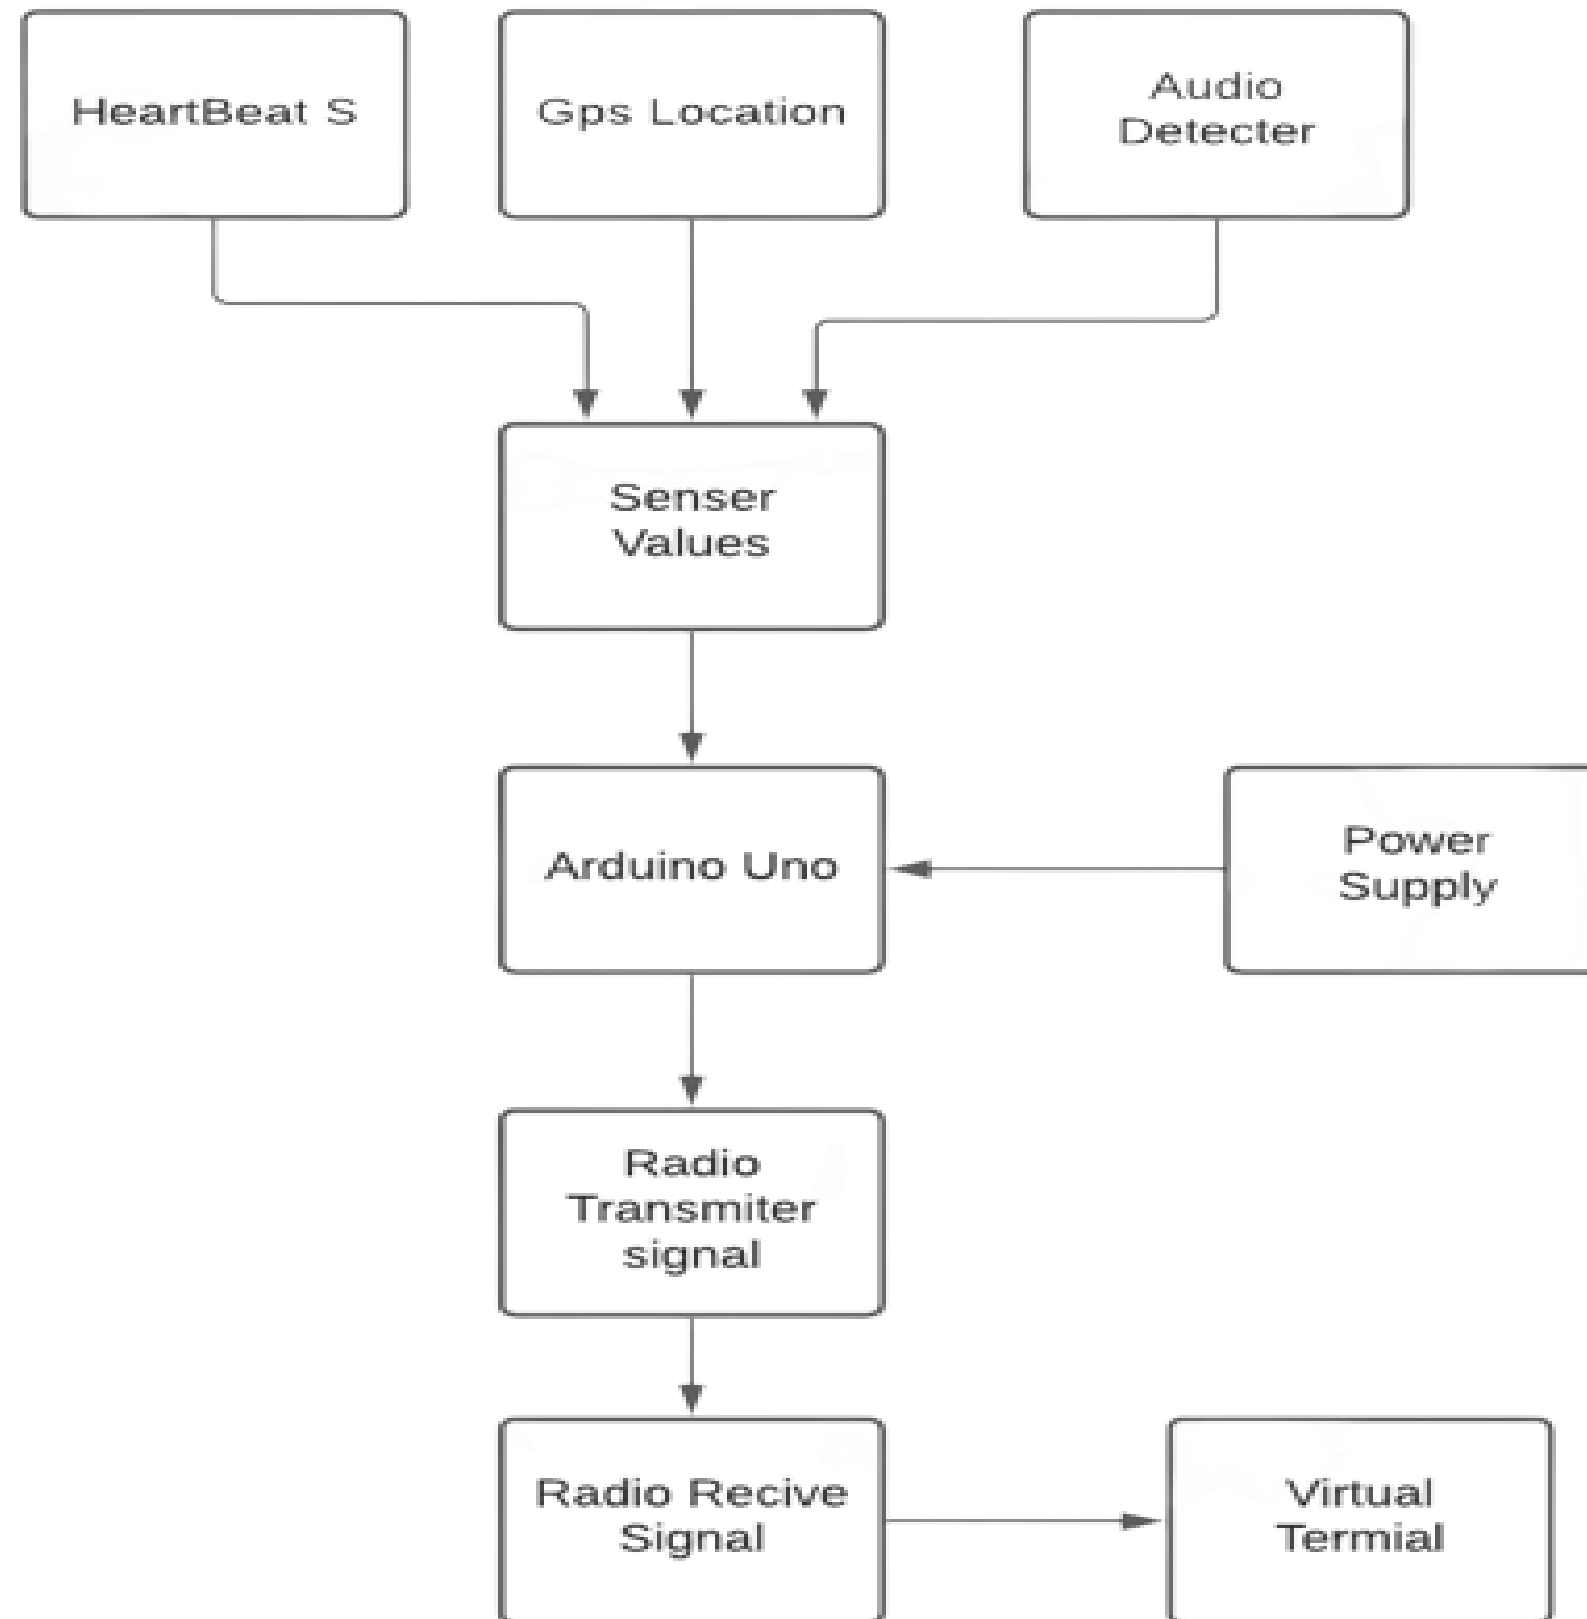 HeartBeat S
Gps Location
Audio
Detecter
Senser
Values
Arduino Uno
Power
Supply
Radio
Transmiter
signal
Radio Recive
Signal
Virtual
Termial